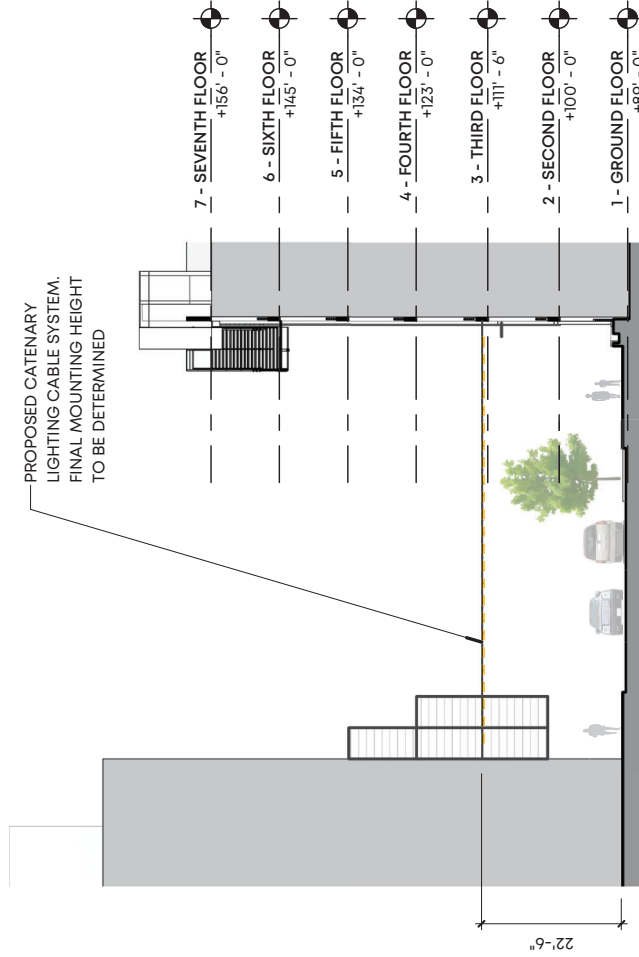 PROPOSED CATENARY
LIGHTING CABLE SYSTEM.
FINAL MOUNTING HEIGHT
TO BE DETERMINED
7 - SEVENTH FLOOR
+156' - 0"
6 - SIXTH FLOOR
+145' - 0"
5 - FIFTH FLOOR
+134' - 0"
4 - FOURTH FLOOR
+123' - 0"
3 - THIRD FLOOR
+111' - 6"
2 - SECOND FLOOR
+100' - 0"
1 - GROUND FLOOR
22'-6"